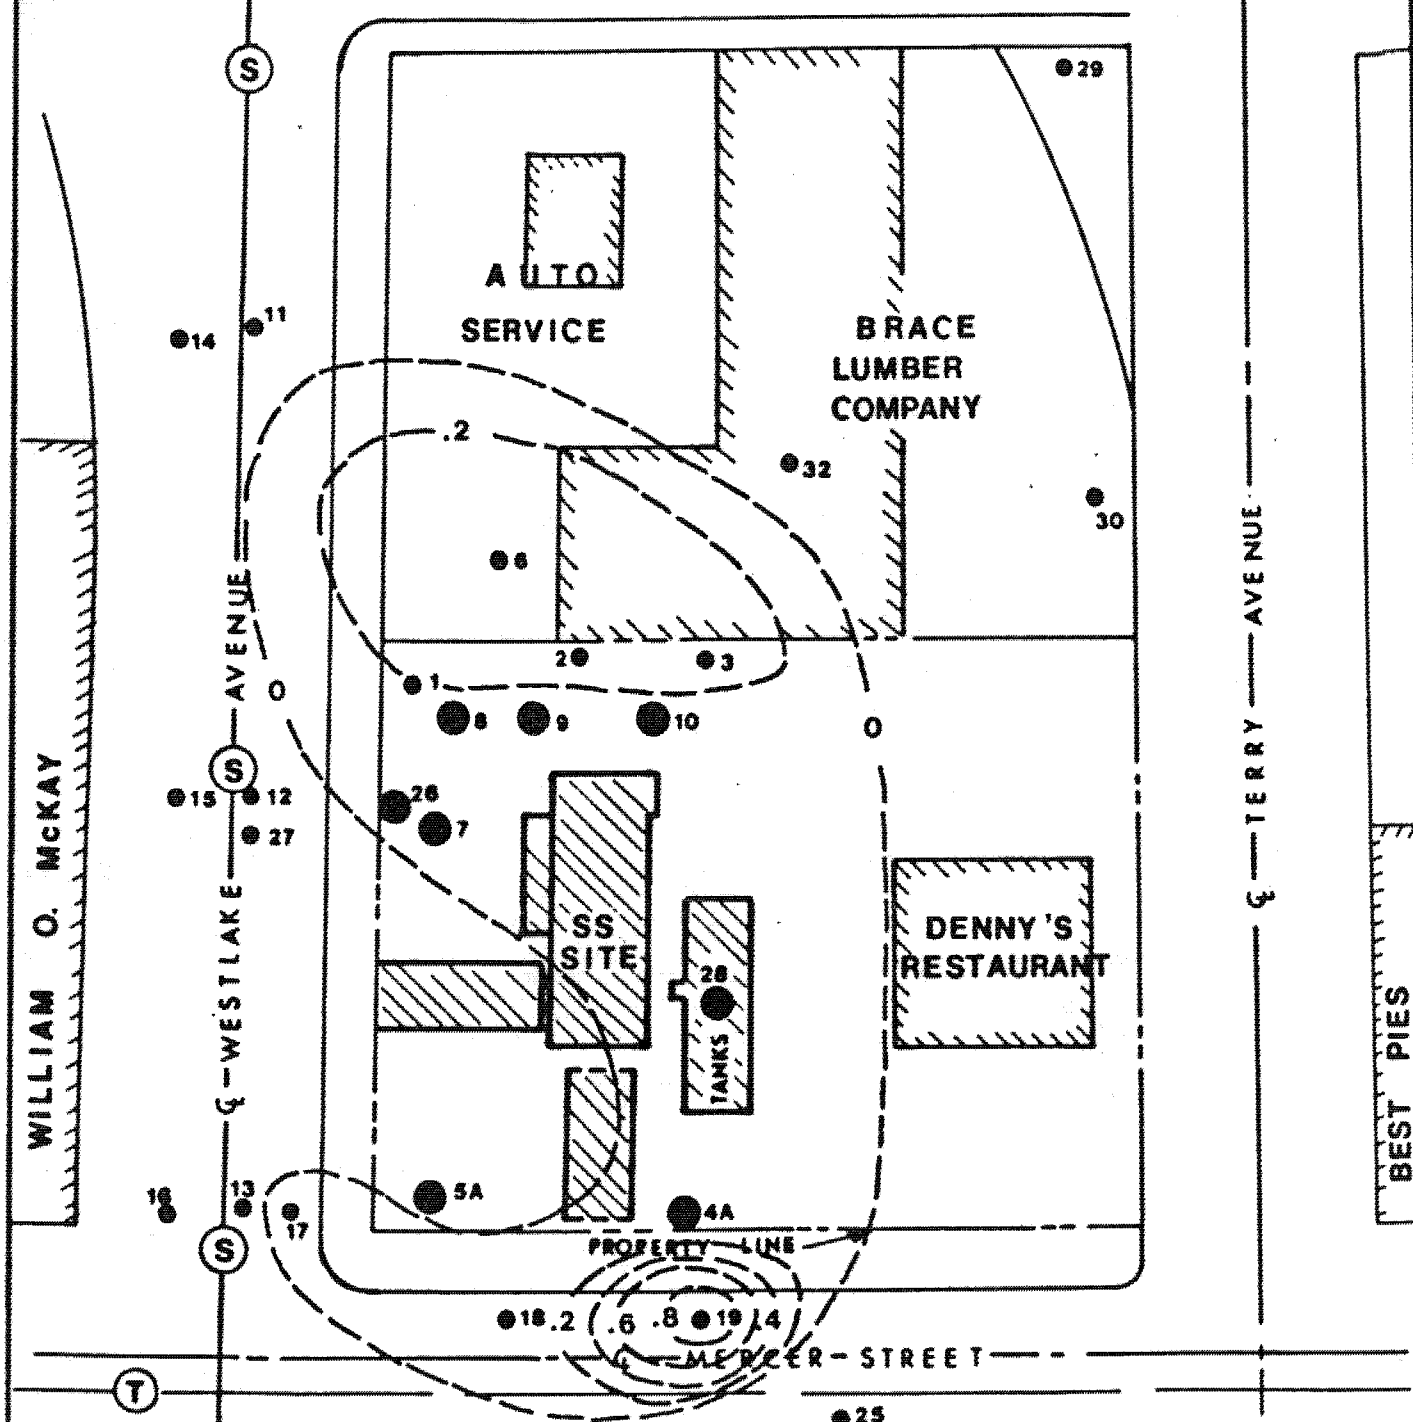 S
29
11
14
AUTO
SERVICE
BRACE
LUMBER
COMPANY
.2
32
30
6
2
3
1
8
9
10
0
0
S
15
12
27
26
7
SS
SITE
28
TANKS
DENNY'S
RESTAURANT
WILLIAM O. McKAY
℄ WESTLAKE AVENUE
℄ TERRY AVENUE
BEST PIES
16
13
17
S
5A
4A
PROPERTY LINE
18
.2
.6
.8
19
.4
MERCER STREET
T
25